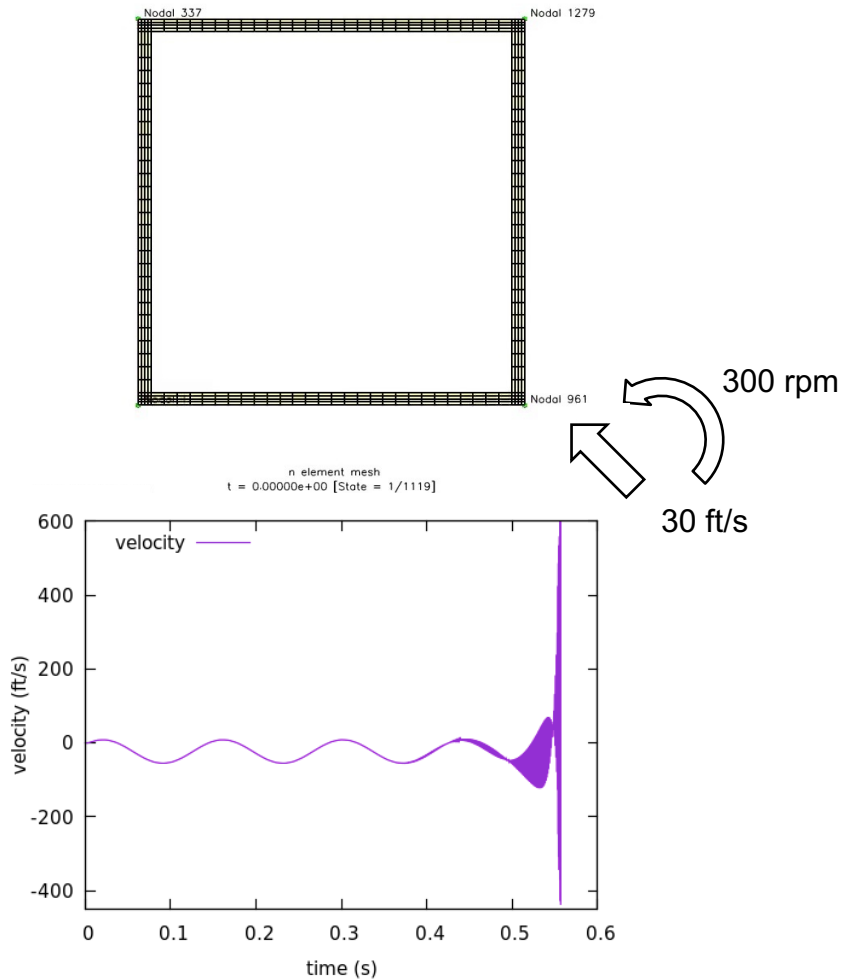 Nodal 337
Nodal 1279
Nodal 961
300 rpm
30 ft/s
n element mesh
t = 0.00000e+00 [State = 1/1119]
velocity
velocity (ft/s)
600
400
200
0
-200
-400
0 0.1 0.2 0.3 0.4 0.5 0.6
time (s)